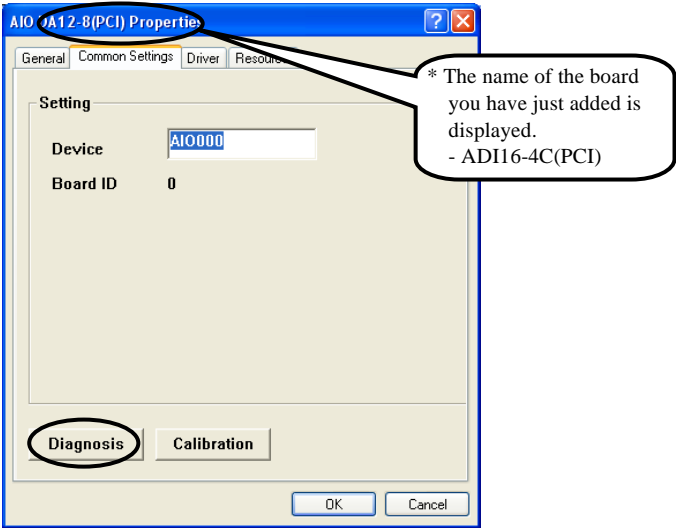 AIO DA12-8(PCI) Properties
General Common Settings Driver
Setting
Device AIO000
Board ID 0
Diagnosis Calibration
OK Cancel
* The name of the board
you have just added is
displayed.
- ADI16-4C(PCI)